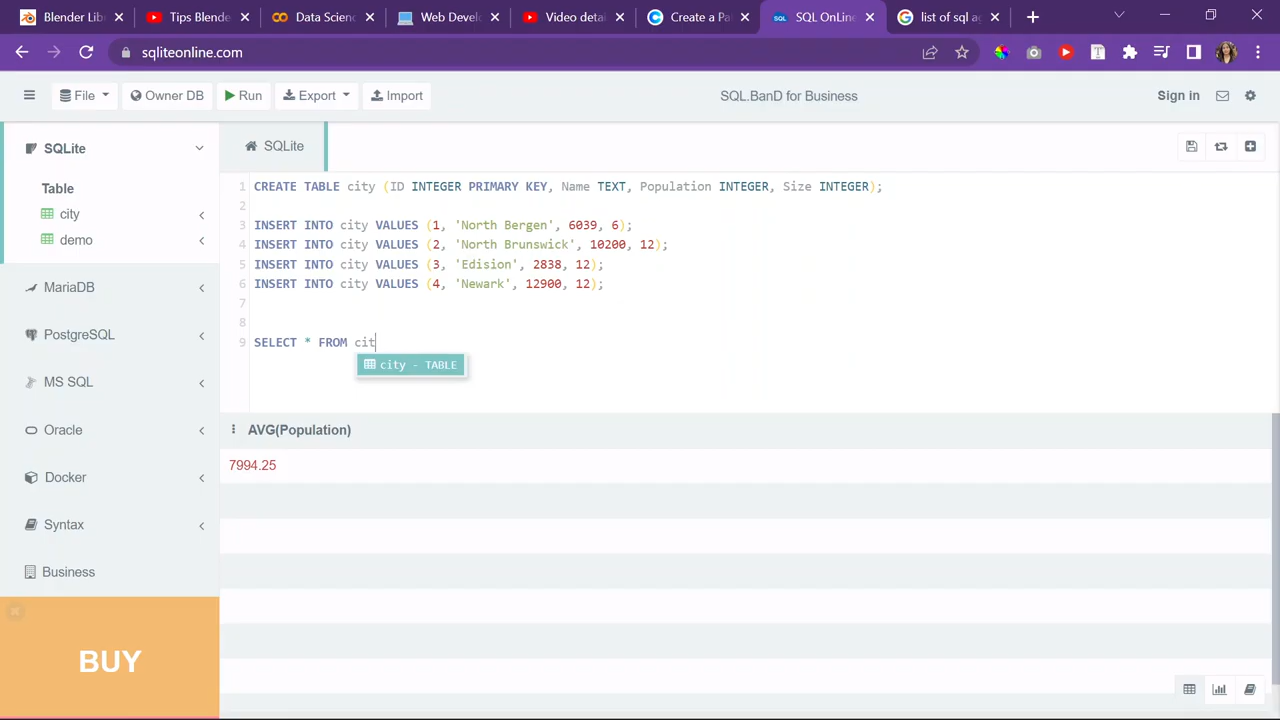 Blender Lib
Tips Blende
Data Scienc
Web Devel
Video detai
Create a Pa
SQL OnLine
list of sql ag
sqliteonline.com
File
Owner DB
Run
Export
Import
SQL.BanD for Business
Sign in
SQLite
Table
city
demo
MariaDB
PostgreSQL
MS SQL
Oracle
Docker
Syntax
Business
BUY
SQLite
1 CREATE TABLE city (ID INTEGER PRIMARY KEY, Name TEXT, Population INTEGER, Size INTEGER);
2
3 INSERT INTO city VALUES (1, 'North Bergen', 6039, 6);
4 INSERT INTO city VALUES (2, 'North Brunswick', 10200, 12);
5 INSERT INTO city VALUES (3, 'Edision', 2838, 12);
6 INSERT INTO city VALUES (4, 'Newark', 12900, 12);
7
8
9 SELECT * FROM cit
city - TABLE
AVG(Population)
7994.25